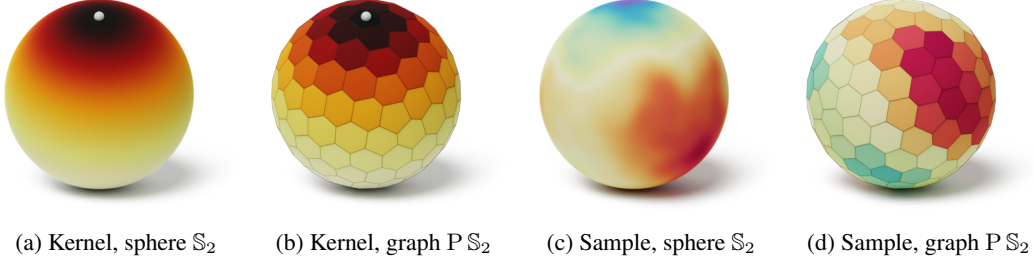 (a) Kernel, sphere 𝕊₂
(b) Kernel, graph P 𝕊₂
(c) Sample, sphere 𝕊₂
(d) Sample, graph P 𝕊₂